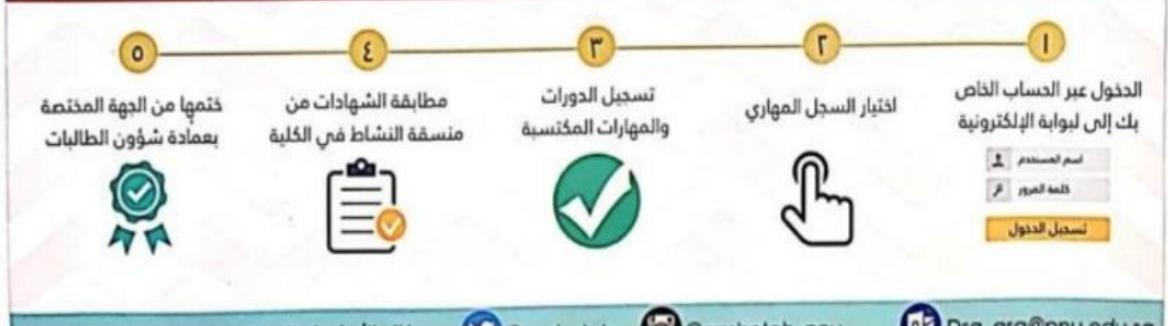 ١
الدخول عبر الحساب الخاص
بك إلى لبوابة الإلكترونية
اسم المستخدم
كلمة المرور
تسجيل الدخول
٢
اختيار السجل المهاري
٣
تسجيل الدورات
والمهارات المكتسبة
٤
مطابقة الشهادات من
منسقة النشاط في الكلية
٥
ختمها من الجهة المختصة
بعمادة شؤون الطالبات